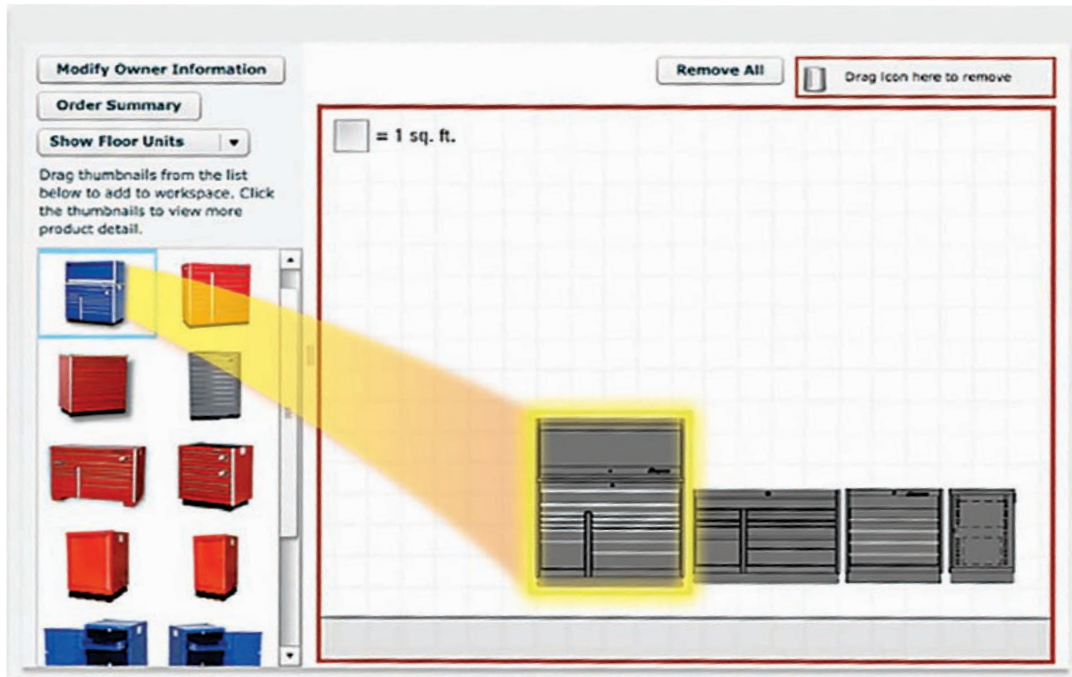 Modify Owner Information
Order Summary
Show Floor Units
Drag thumbnails from the list
below to add to workspace. Click
the thumbnails to view more
product detail.
Remove All
Drag icon here to remove
= 1 sq. ft.